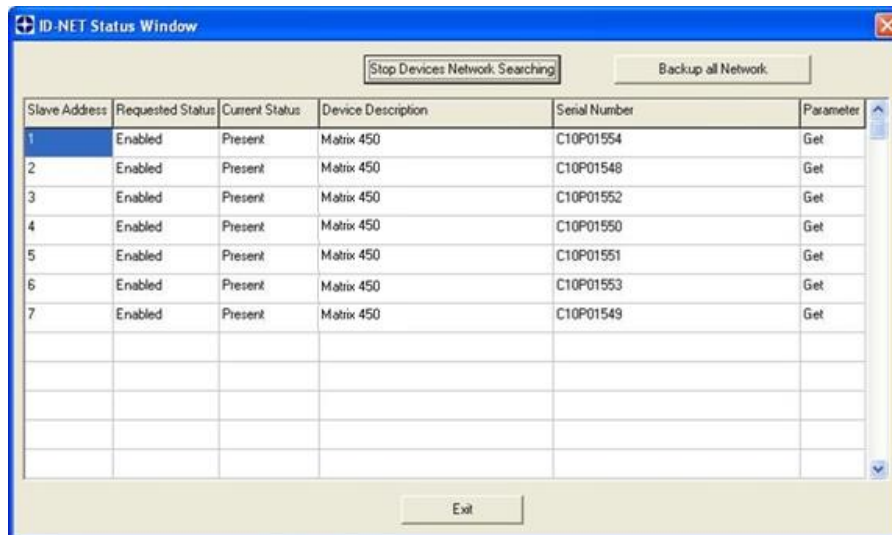 ID-NET Status Window
Stop Devices Network Searching Backup all Network
Slave Address Requested Status Current Status Device Description Serial Number Parameter
1 Enabled Present Matrix 450 C10P01554 Get
2 Enabled Present Matrix 450 C10P01548 Get
3 Enabled Present Matrix 450 C10P01552 Get
4 Enabled Present Matrix 450 C10P01550 Get
5 Enabled Present Matrix 450 C10P01551 Get
6 Enabled Present Matrix 450 C10P01553 Get
7 Enabled Present Matrix 450 C10P01549 Get
Exit